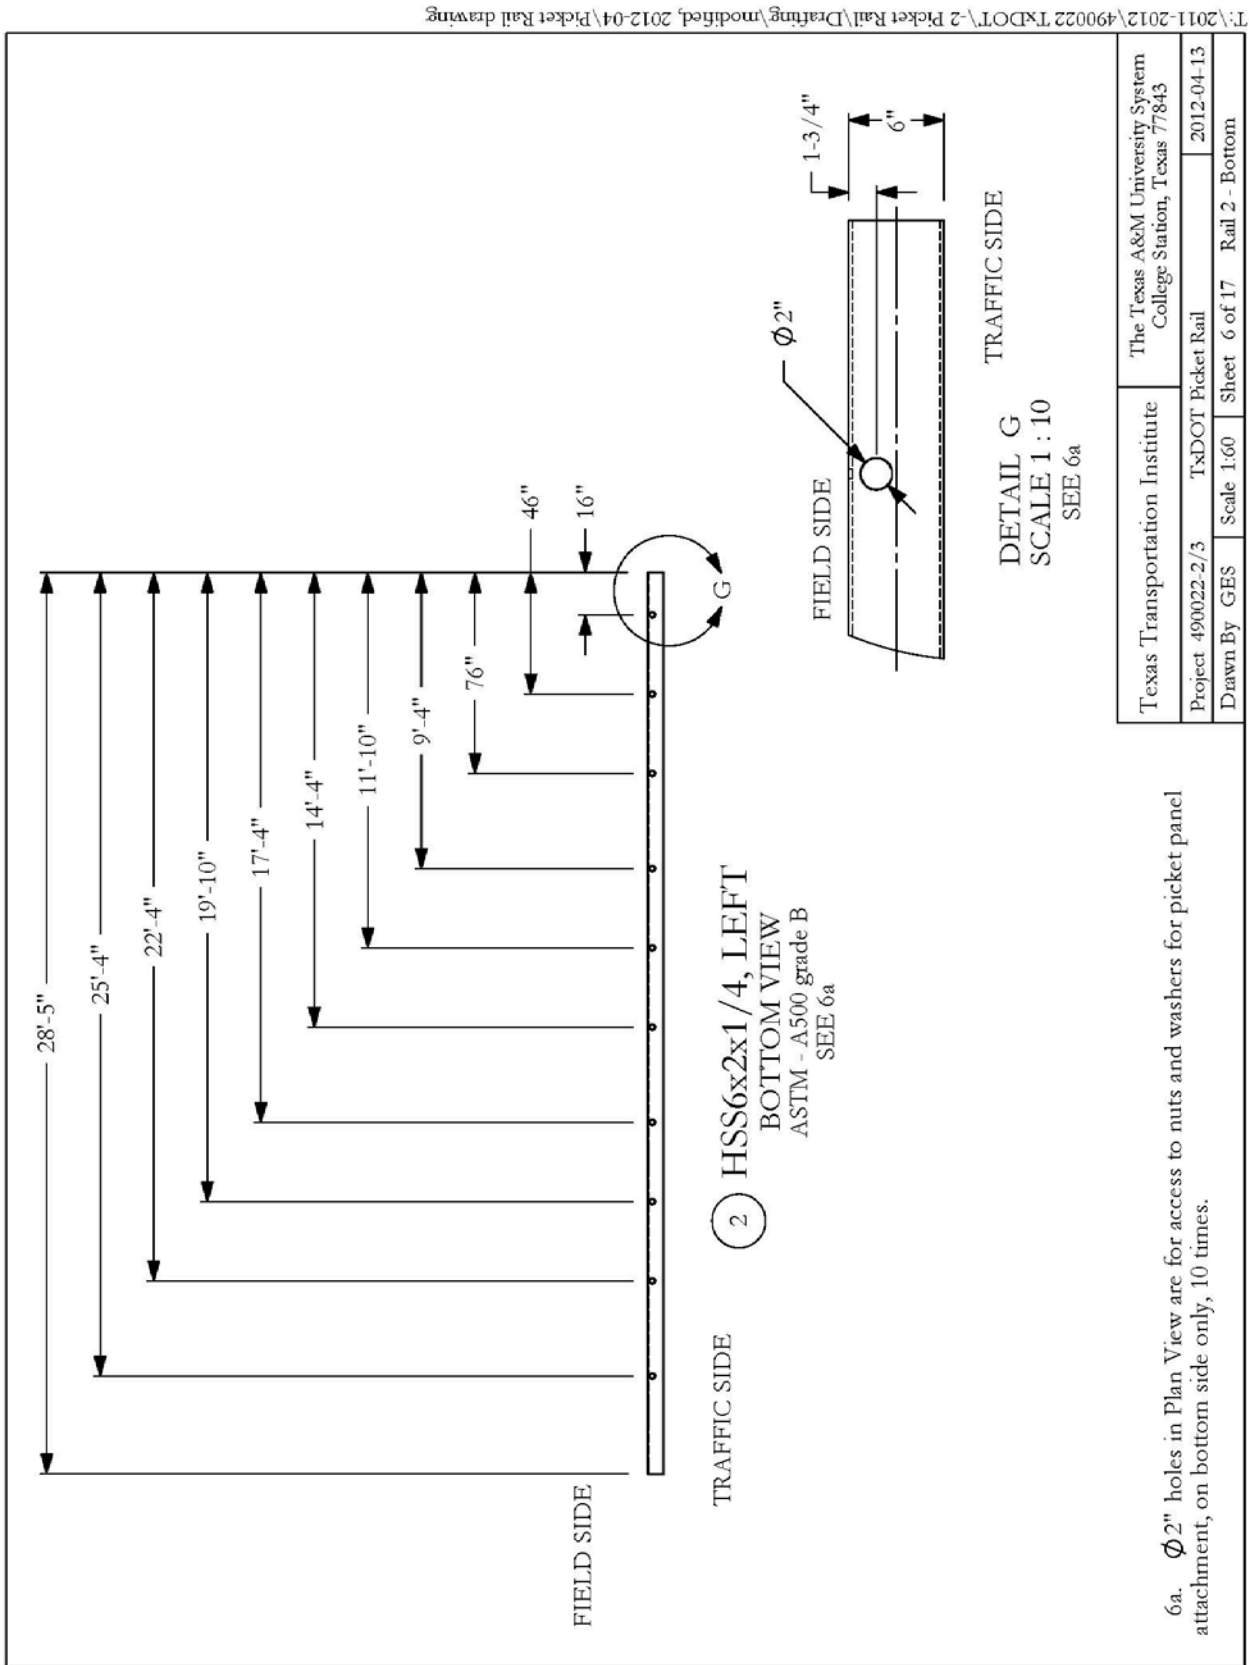 T:\2011-2012\490022 TxDOT\-2 Picket Rail\Drafting\modified, 2012-04\Picket Rail drawing
28'-5"
25'-4"
22'-4"
19'-10"
17'-4"
14'-4"
11'-10"
9'-4"
76"
46"
16"
FIELD SIDE
G
TRAFFIC SIDE
2 HSS6x2x1/4, LEFT
BOTTOM VIEW
ASTM - A500 grade B
SEE 6a
1-3/4"
6"
Ø2"
FIELD SIDE
TRAFFIC SIDE
DETAIL G
SCALE 1 : 10
SEE 6a
6a. Ø2" holes in Plan View are for access to nuts and washers for picket panel
attachment, on bottom side only, 10 times.
Texas Transportation Institute
The Texas A&M University System
College Station, Texas 77843
Project 490022-2/3 TxDOT Picket Rail 2012-04-13
Drawn By GES Scale 1:60 Sheet 6 of 17 Rail 2 - Bottom